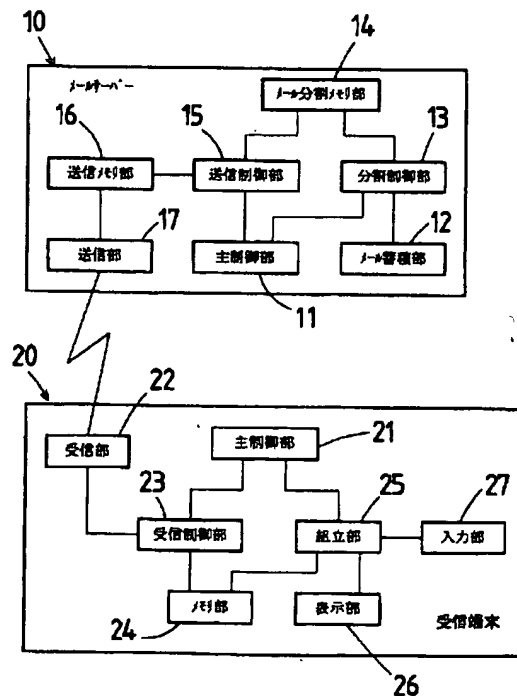 10
14
メールサーバー
メール分割メモリ部
16
15
13
送信メモリ部
送信制御部
分割制御部
17
12
送信部
主制御部
メール蓄積部
11
20
22
21
受信部
主制御部
23
25
27
受信制御部
組立部
入力部
メモリ部
表示部
受信端末
24
26